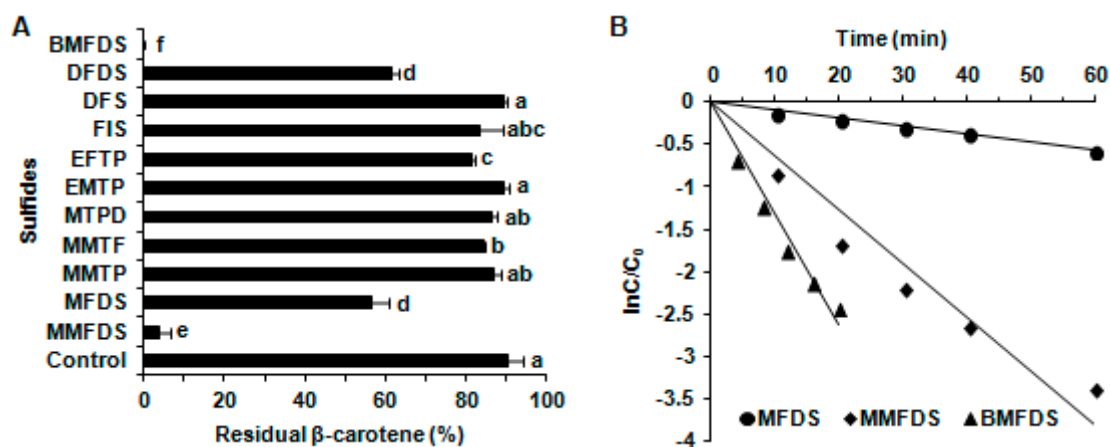 A
Sulfides
BMFDS f
DFDS d
DFS a
FIS abc
EFTP c
EMTP a
MTPD ab
MMTF b
MMTP ab
MFDS d
MMFDS e
Control a
0 20 40 60 80 100
Residual β-carotene (%)
B
Time (min)
0 10 20 30 40 50 60
lnC/C₀
0
-0.5
-1
-1.5
-2
-2.5
-3
-3.5
-4
MFDS MMFDS BMFDS